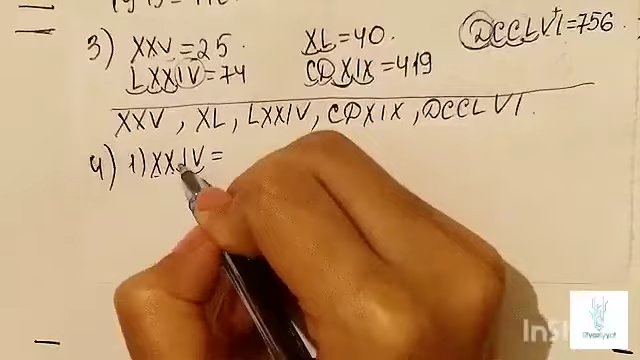 3) XXV = 25. XL = 40. DCCLVI = 756
LXXIV = 74 CDXIX = 419
XXV, XL, LXXIV, CDXIX, DCCLVI.
4) 1) XXIV =
InSh